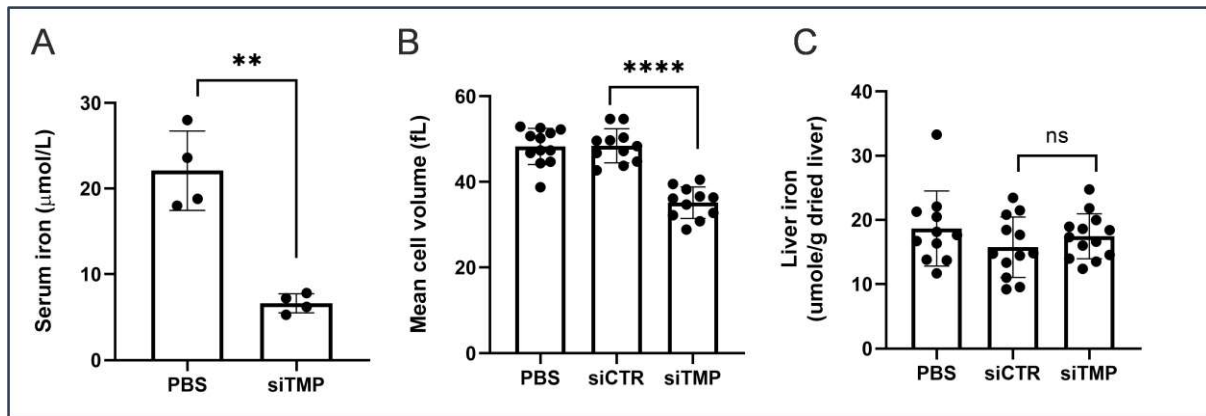 A
**
Serum iron (μmol/L)
30
20
10
0
PBS
siTMP
B
****
Mean cell volume (fL)
60
40
20
0
PBS
siCTR
siTMP
C
ns
Liver iron
(umole/g dried liver)
40
30
20
10
0
PBS
siCTR
siTMP